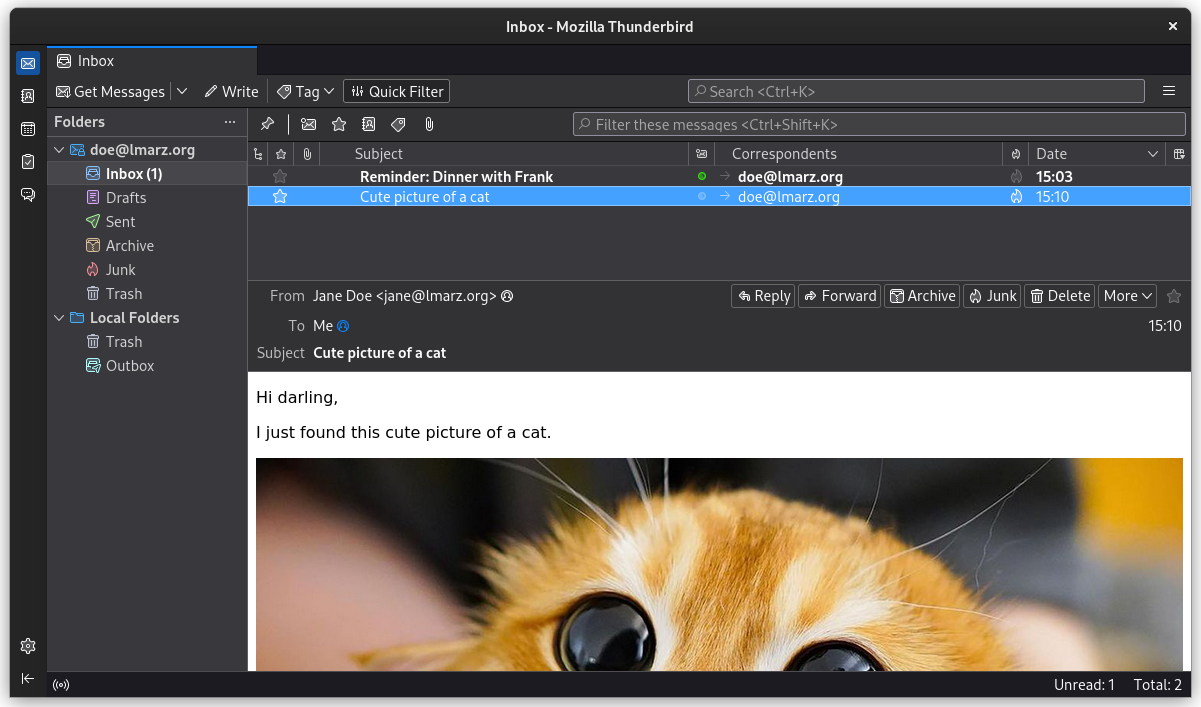 Inbox - Mozilla Thunderbird
Inbox
Get Messages Write Tag Quick Filter Search <Ctrl+K>
Folders
Filter these messages <Ctrl+Shift+K>
doe@lmarz.org
Inbox (1)
Drafts
Sent
Archive
Junk
Trash
Local Folders
Trash
Outbox
Subject Correspondents Date
Reminder: Dinner with Frank doe@lmarz.org 15:03
Cute picture of a cat doe@lmarz.org 15:10
From Jane Doe <jane@lmarz.org> Reply Forward Archive Junk Delete More
To Me 15:10
Subject Cute picture of a cat
Hi darling,
I just found this cute picture of a cat.
Unread: 1 Total: 2